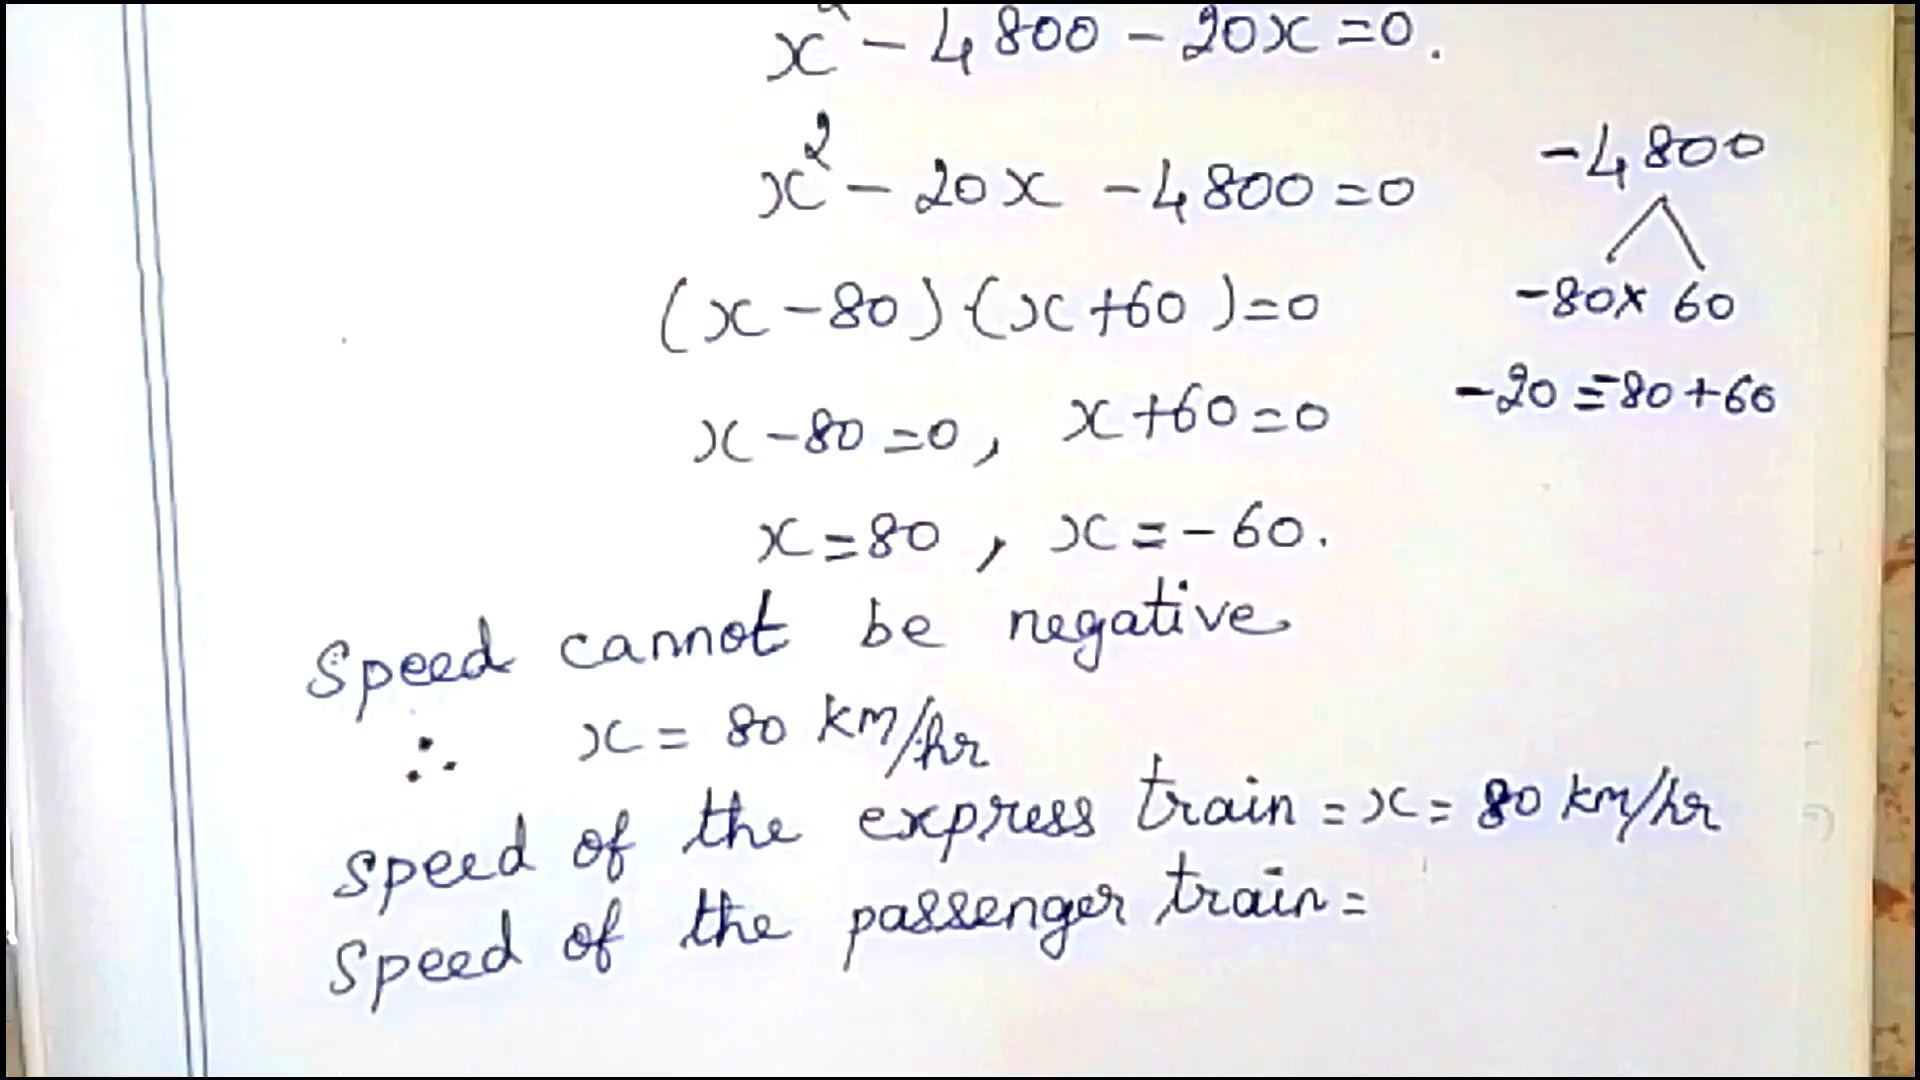 x² - 4800 - 20x = 0.
x² - 20x - 4800 = 0
(x - 80) (x + 60) = 0
x - 80 = 0, x + 60 = 0
x = 80, x = -60.
-4800
-80 × 60
-20 = -80 + 60
Speed cannot be negative
∴ x = 80 km/hr
speed of the express train = x = 80 km/hr
speed of the passenger train =